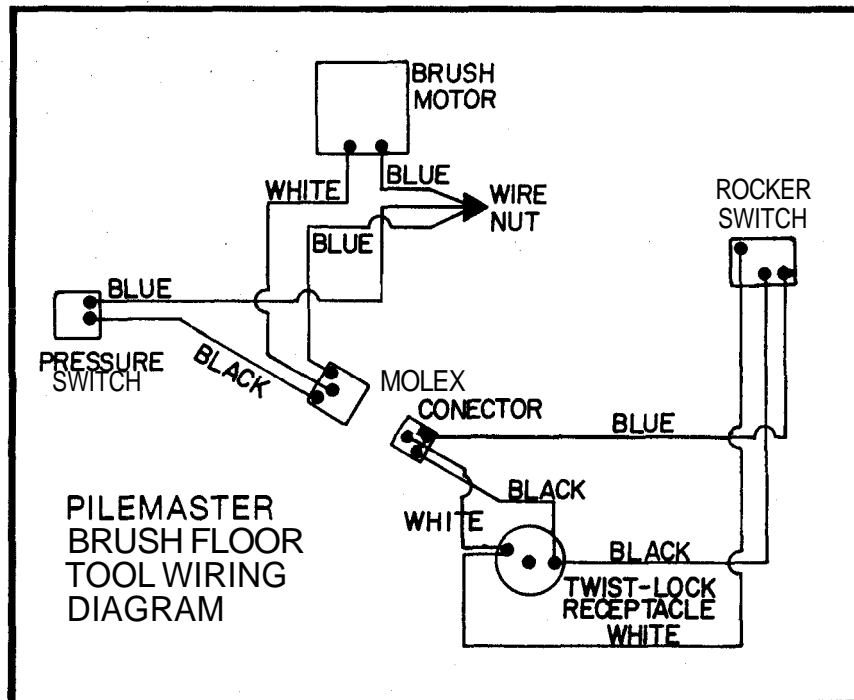 BRUSH
MOTOR
WHITE
BLUE
WIRE
NUT
BLUE
ROCKER
SWITCH
BLUE
PRESSURE
SWITCH
BLACK
MOLEX
CONECTOR
BLUE
BLACK
WHITE
BLACK
TWIST-LOCK
RECEPTACLE
WHITE
PILEMASTER
BRUSH FLOOR
TOOL WIRING
DIAGRAM